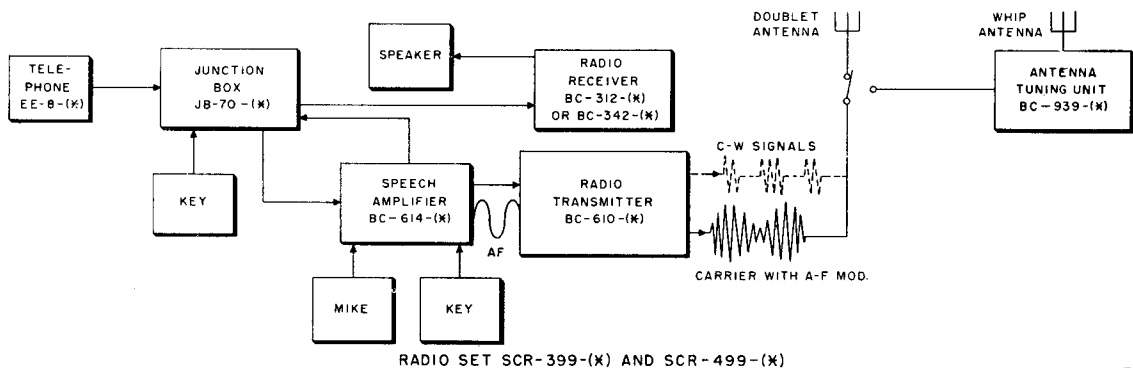 DOUBLET
ANTENNA
WHIP
ANTENNA
SPEAKER
TELE-
PHONE
EE-8-(*)
JUNCTION
BOX
JB-70-(*)
RADIO
RECEIVER
BC-312-(*)
OR BC-342-(*)
ANTENNA
TUNING UNIT
BC-939-(*)
C-W SIGNALS
KEY
SPEECH
AMPLIFIER
BC-614-(*)
AF
RADIO
TRANSMITTER
BC-610-(*)
CARRIER WITH A-F MOD.
MIKE
KEY
RADIO SET SCR-399-(*) AND SCR-499-(*)